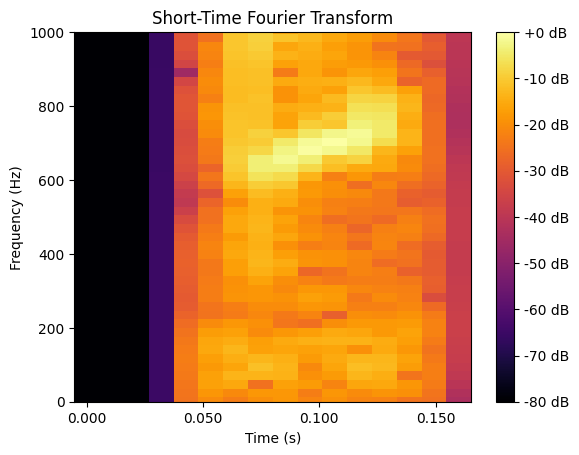 Short-Time Fourier Transform
1000
800
600
400
200
0
Frequency (Hz)
0.000
0.050
0.100
0.150
Time (s)
+0 dB
-10 dB
-20 dB
-30 dB
-40 dB
-50 dB
-60 dB
-70 dB
-80 dB